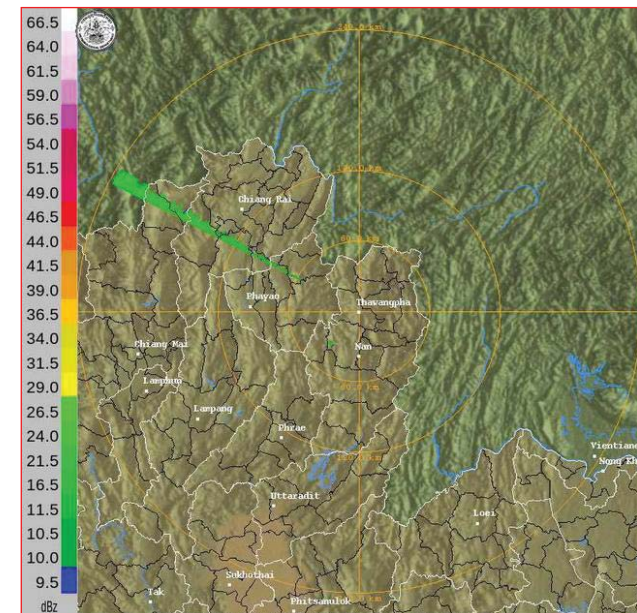 66.5
64.0
61.5
59.0
56.5
54.0
51.5
49.0
46.5
44.0
41.5
39.0
36.5
34.0
31.5
29.0
26.5
24.0
21.5
16.5
11.5
10.5
10.0
9.5
dBz
Chiang Rai
Phayao
Thawangpha
Chiang Mai
Nan
Lamphun
Lampang
Phrae
Vientiane
Nong Kh
Uttaradit
Loei
Sukhothai
Tak
Phitsanulok